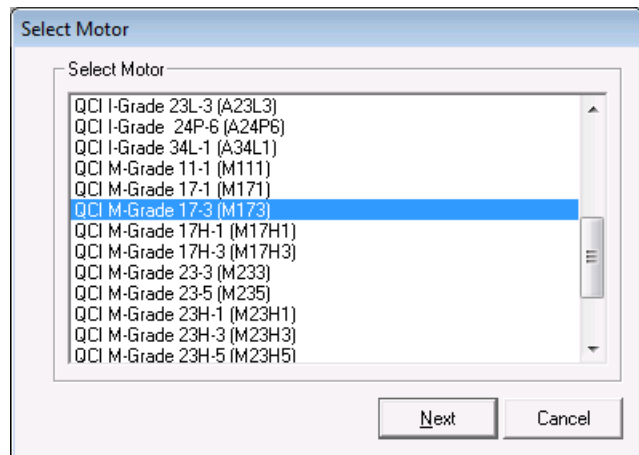 Select Motor
Select Motor
QCI I-Grade 23L-3 (A23L3)
QCI I-Grade  24P-6 (A24P6)
QCI I-Grade 34L-1 (A34L1)
QCI M-Grade 11-1 (M111)
QCI M-Grade 17-1 (M171)
QCI M-Grade 17-3 (M173)
QCI M-Grade 17H-1 (M17H1)
QCI M-Grade 17H-3 (M17H3)
QCI M-Grade 23-3 (M233)
QCI M-Grade 23-5 (M235)
QCI M-Grade 23H-1 (M23H1)
QCI M-Grade 23H-3 (M23H3)
QCI M-Grade 23H-5 (M23H5)
Next Cancel